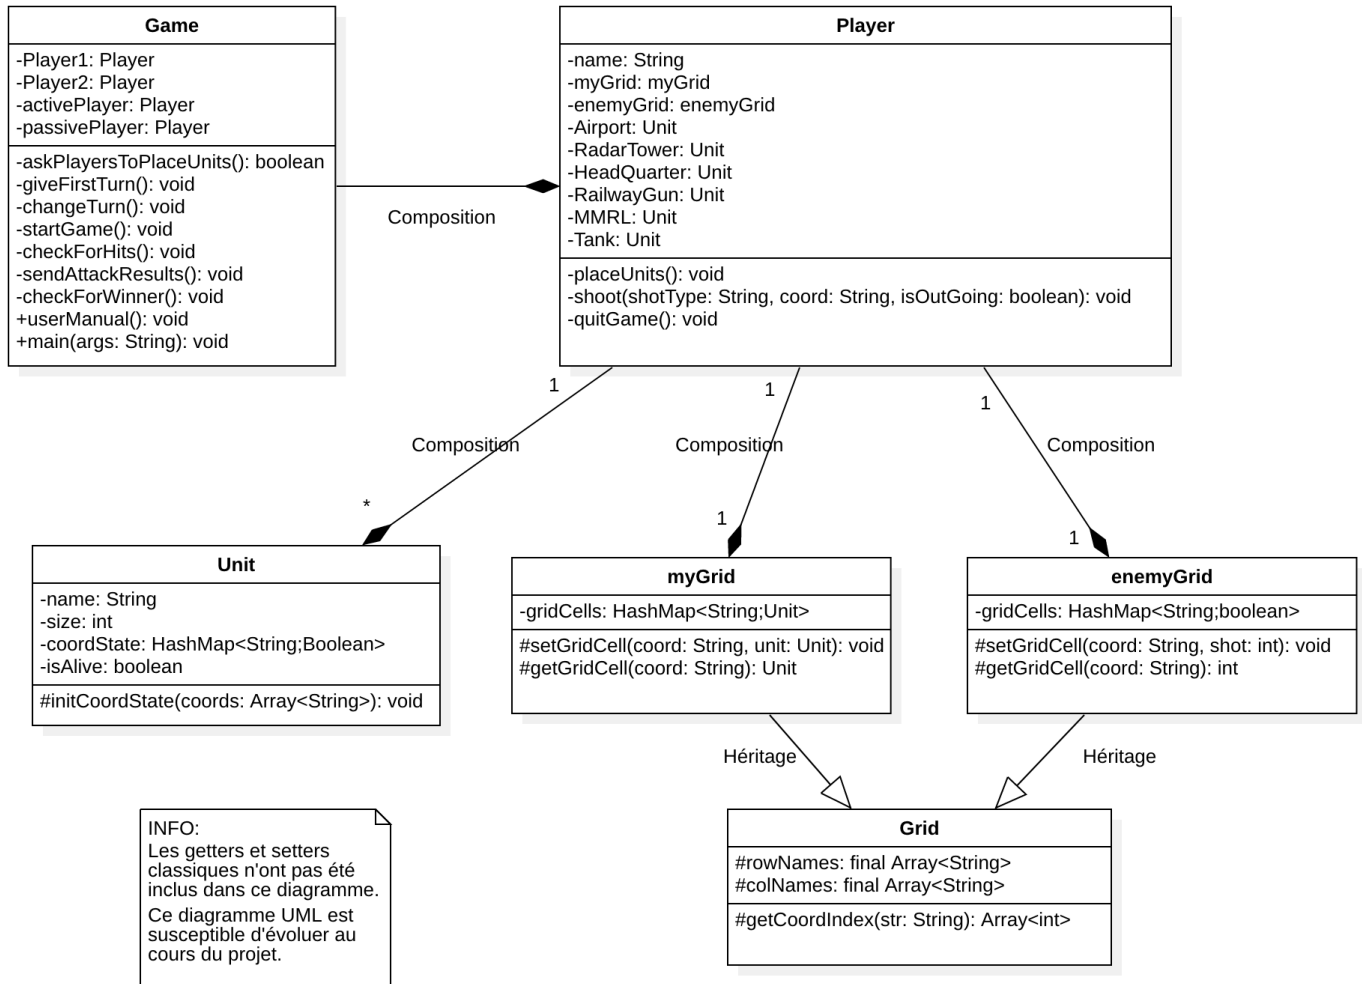 Game
-Player1: Player
-Player2: Player
-activePlayer: Player
-passivePlayer: Player
-askPlayersToPlaceUnits(): boolean
-giveFirstTurn(): void
-changeTurn(): void
-startGame(): void
-checkForHits(): void
-sendAttackResults(): void
-checkForWinner(): void
+userManual(): void
+main(args: String): void
Composition
Player
-name: String
-myGrid: myGrid
-enemyGrid: enemyGrid
-Airport: Unit
-RadarTower: Unit
-HeadQuarter: Unit
-RailwayGun: Unit
-MMRL: Unit
-Tank: Unit
-placeUnits(): void
-shoot(shotType: String, coord: String, isOutGoing: boolean): void
-quitGame(): void
1
Composition
*
1
Composition
1
1
Composition
1
Unit
-name: String
-size: int
-coordState: HashMap<String;Boolean>
-isAlive: boolean
#initCoordState(coords: Array<String>): void
myGrid
-gridCells: HashMap<String;Unit>
#setGridCell(coord: String, unit: Unit): void
#getGridCell(coord: String): Unit
enemyGrid
-gridCells: HashMap<String;boolean>
#setGridCell(coord: String, shot: int): void
#getGridCell(coord: String): int
Héritage
Héritage
Grid
#rowNames: final Array<String>
#colNames: final Array<String>
#getCoordIndex(str: String): Array<int>
INFO:
Les getters et setters
classiques n'ont pas été
inclus dans ce diagramme.
Ce diagramme UML est
susceptible d'évoluer au
cours du projet.